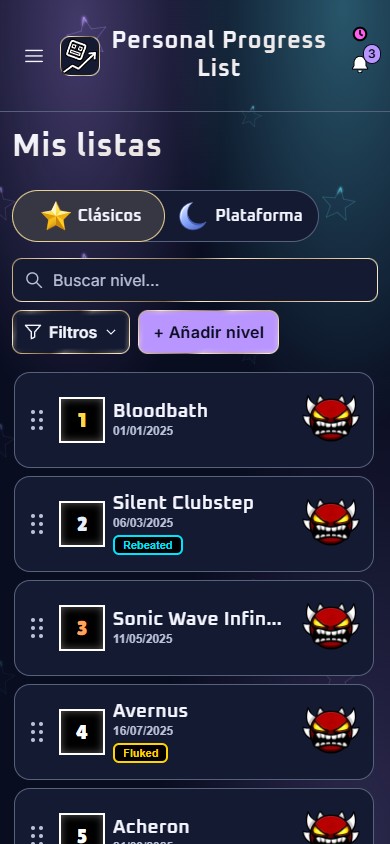 Personal Progress
List
3
Mis listas
Clásicos
Plataforma
Buscar nivel...
Filtros
+ Añadir nivel
1
Bloodbath
01/01/2025
2
Silent Clubstep
06/03/2025
Rebeated
3
Sonic Wave Infin...
11/05/2025
4
Avernus
16/07/2025
Fluked
5
Acheron